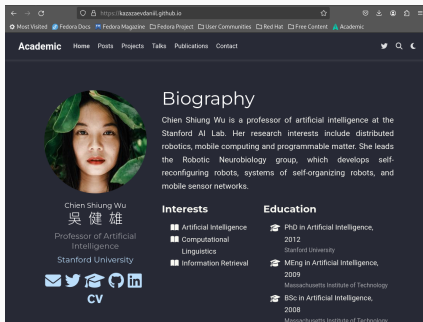 https://kazazaevdaniil.github.io
Most Visited Fedora Docs Fedora Magazine Fedora Project User Communities Red Hat Free Content Academic
Academic Home Posts Projects Talks Publications Contact
Biography
Chien Shiung Wu is a professor of artificial intelligence at the
Stanford AI Lab. Her research interests include distributed
robotics, mobile computing and programmable matter. She leads
the Robotic Neurobiology group, which develops self-
reconfiguring robots, systems of self-organizing robots, and
mobile sensor networks.
Chien Shiung Wu
吳健雄
Professor of Artificial
Intelligence
Stanford University
CV
Interests
Artificial Intelligence
Computational
Linguistics
Information Retrieval
Education
PhD in Artificial Intelligence,
2012
Stanford University
MEng in Artificial Intelligence,
2009
Massachusetts Institute of Technology
BSc in Artificial Intelligence,
2008
Massachusetts Institute of Technology